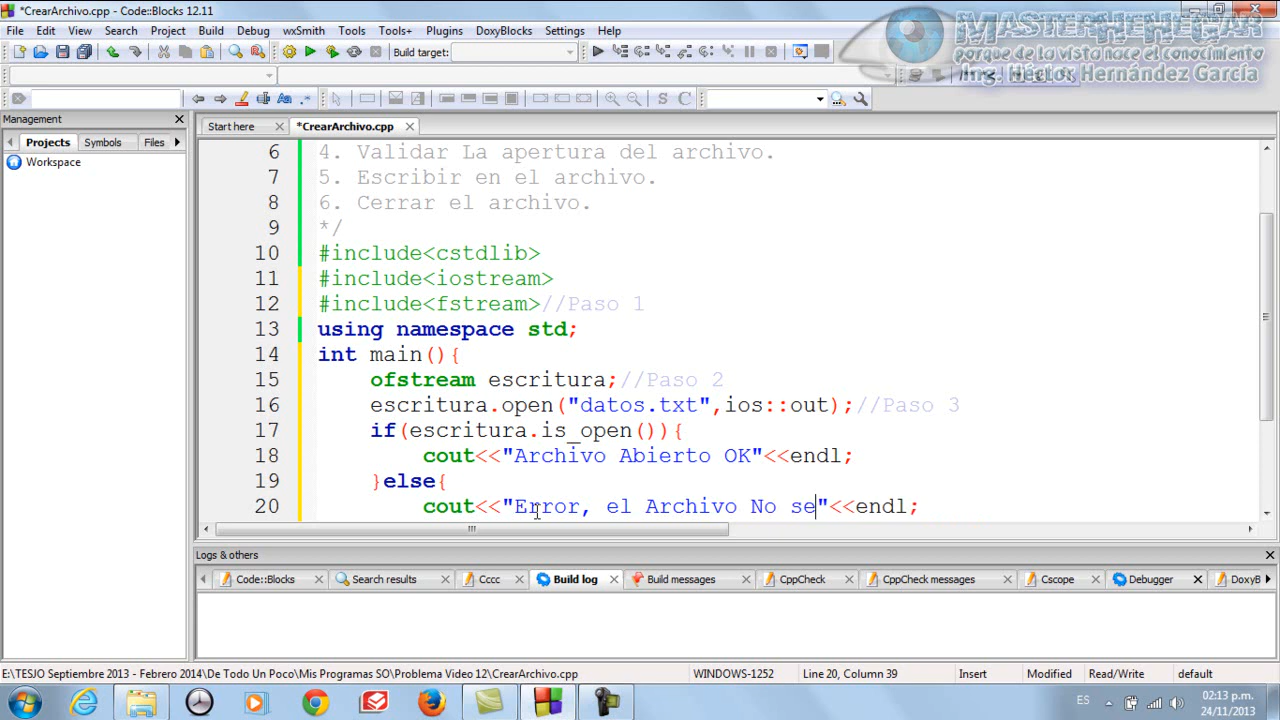 *CrearArchivo.cpp - Code::Blocks 12.11
File Edit View Search Project Build Debug wxSmith Tools Tools+ Plugins DoxyBlocks Settings Help
MASTERHEHEGAR
porque de la vista nace el conocimiento
Ing. Héctor Hernández García
Build target:
Management
Start here
*CrearArchivo.cpp
Projects Symbols Files
Workspace
6 4. Validar La apertura del archivo.
7 5. Escribir en el archivo.
8 6. Cerrar el archivo.
9 */
10 #include<cstdlib>
11 #include<iostream>
12 #include<fstream>//Paso 1
13 using namespace std;
14 int main(){
15 ofstream escritura;//Paso 2
16 escritura.open("datos.txt",ios::out);//Paso 3
17 if(escritura.is_open()){
18 cout<<"Archivo Abierto OK"<<endl;
19 }else{
20 cout<<"Error, el Archivo No se"<<endl;
Logs & others
Code::Blocks Search results Cccc Build log Build messages CppCheck CppCheck messages Cscope Debugger DoxyB
E:\TESJO Septiembre 2013 - Febrero 2014\De Todo Un Poco\Mis Programas SO\Problema Video 12\CrearArchivo.cpp WINDOWS-1252 Line 20, Column 39 Insert Modified Read/Write default
ES
02:13 p.m.
24/11/2013